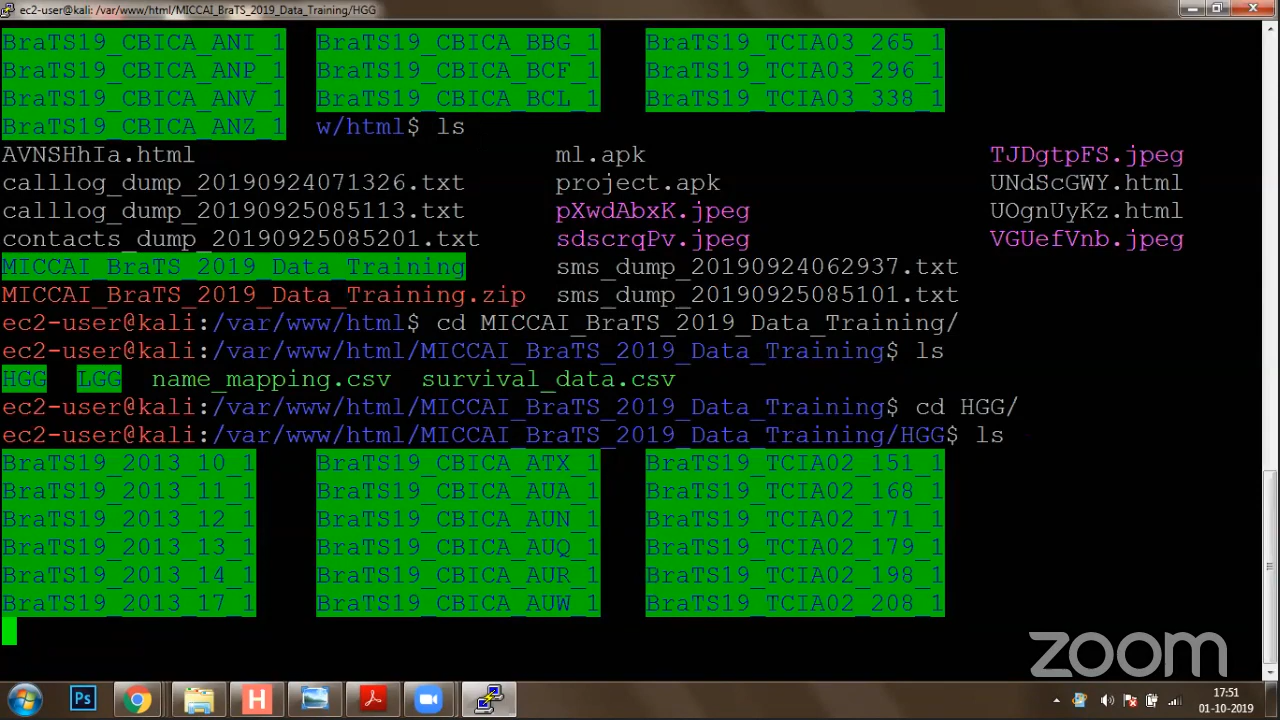 ec2-user@kali: /var/www/html/MICCAI_BraTS_2019_Data_Training/HGG
BraTS19_CBICA_ANI_1 BraTS19_CBICA_BBG_1 BraTS19_TCIA03_265_1
BraTS19_CBICA_ANP_1 BraTS19_CBICA_BCF_1 BraTS19_TCIA03_296_1
BraTS19_CBICA_ANV_1 BraTS19_CBICA_BCL_1 BraTS19_TCIA03_338_1
BraTS19_CBICA_ANZ_1 w/html$ ls
AVNSHhIa.html ml.apk TJDgtpFS.jpeg
calllog_dump_20190924071326.txt project.apk UNdScGWY.html
calllog_dump_20190925085113.txt pXwdAbxK.jpeg UOgnUyKz.html
contacts_dump_20190925085201.txt sdscrqPv.jpeg VGUefVnb.jpeg
MICCAI_BraTS_2019_Data_Training sms_dump_20190924062937.txt
MICCAI_BraTS_2019_Data_Training.zip sms_dump_20190925085101.txt
ec2-user@kali:/var/www/html$ cd MICCAI_BraTS_2019_Data_Training/
ec2-user@kali:/var/www/html/MICCAI_BraTS_2019_Data_Training$ ls
HGG LGG name_mapping.csv survival_data.csv
ec2-user@kali:/var/www/html/MICCAI_BraTS_2019_Data_Training$ cd HGG/
ec2-user@kali:/var/www/html/MICCAI_BraTS_2019_Data_Training/HGG$ ls
BraTS19_2013_10_1 BraTS19_CBICA_ATX_1 BraTS19_TCIA02_151_1
BraTS19_2013_11_1 BraTS19_CBICA_AUA_1 BraTS19_TCIA02_168_1
BraTS19_2013_12_1 BraTS19_CBICA_AUN_1 BraTS19_TCIA02_171_1
BraTS19_2013_13_1 BraTS19_CBICA_AUQ_1 BraTS19_TCIA02_179_1
BraTS19_2013_14_1 BraTS19_CBICA_AUR_1 BraTS19_TCIA02_198_1
BraTS19_2013_17_1 BraTS19_CBICA_AUW_1 BraTS19_TCIA02_208_1
zoom
Ps H
17:51
01-10-2019